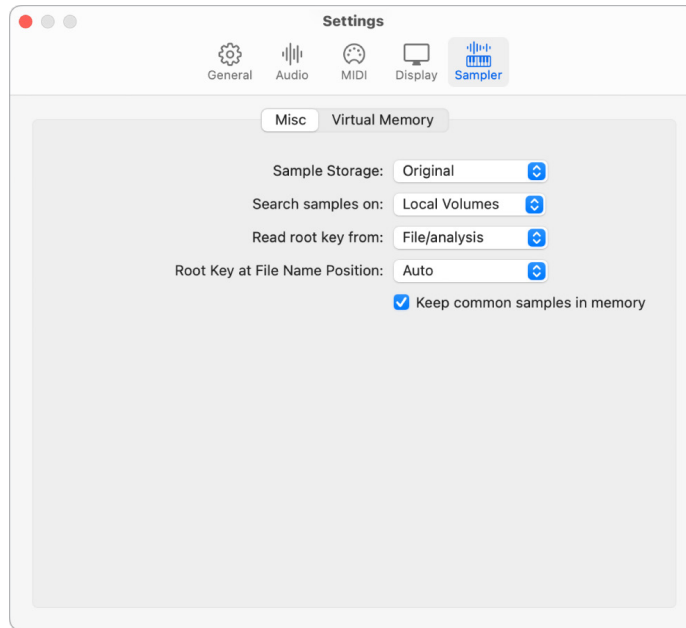 Settings
General Audio MIDI Display Sampler
Misc Virtual Memory
Sample Storage: Original
Search samples on: Local Volumes
Read root key from: File/analysis
Root Key at File Name Position: Auto
Keep common samples in memory